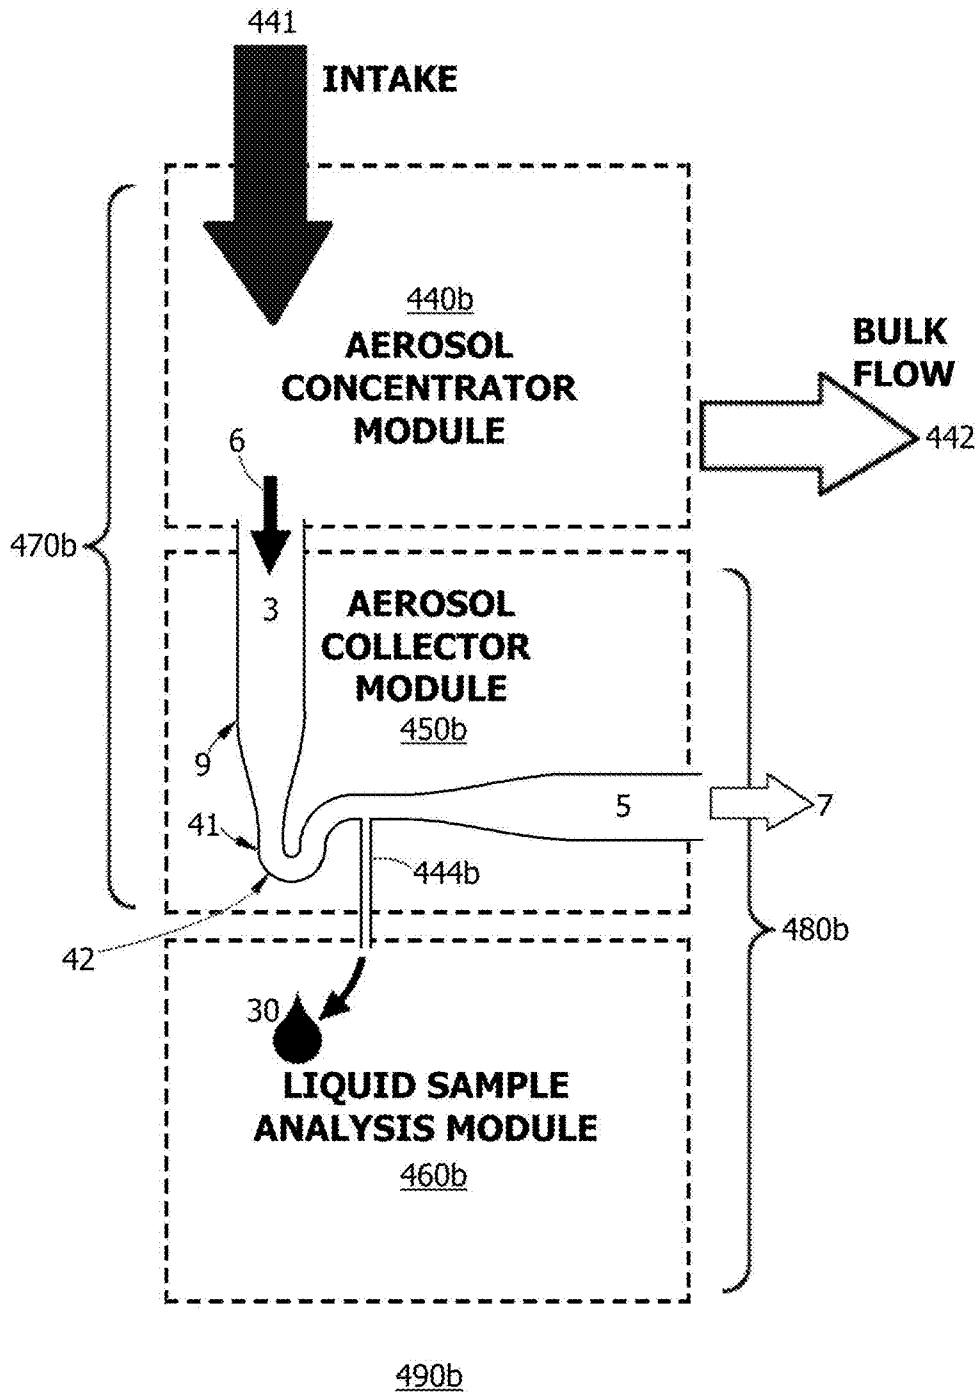 441
INTAKE
440b
AEROSOL
CONCENTRATOR
MODULE
BULK
FLOW
442
6
470b
3
AEROSOL
COLLECTOR
MODULE
450b
9
5
7
41
444b
42
480b
30
LIQUID SAMPLE
ANALYSIS MODULE
460b
490b